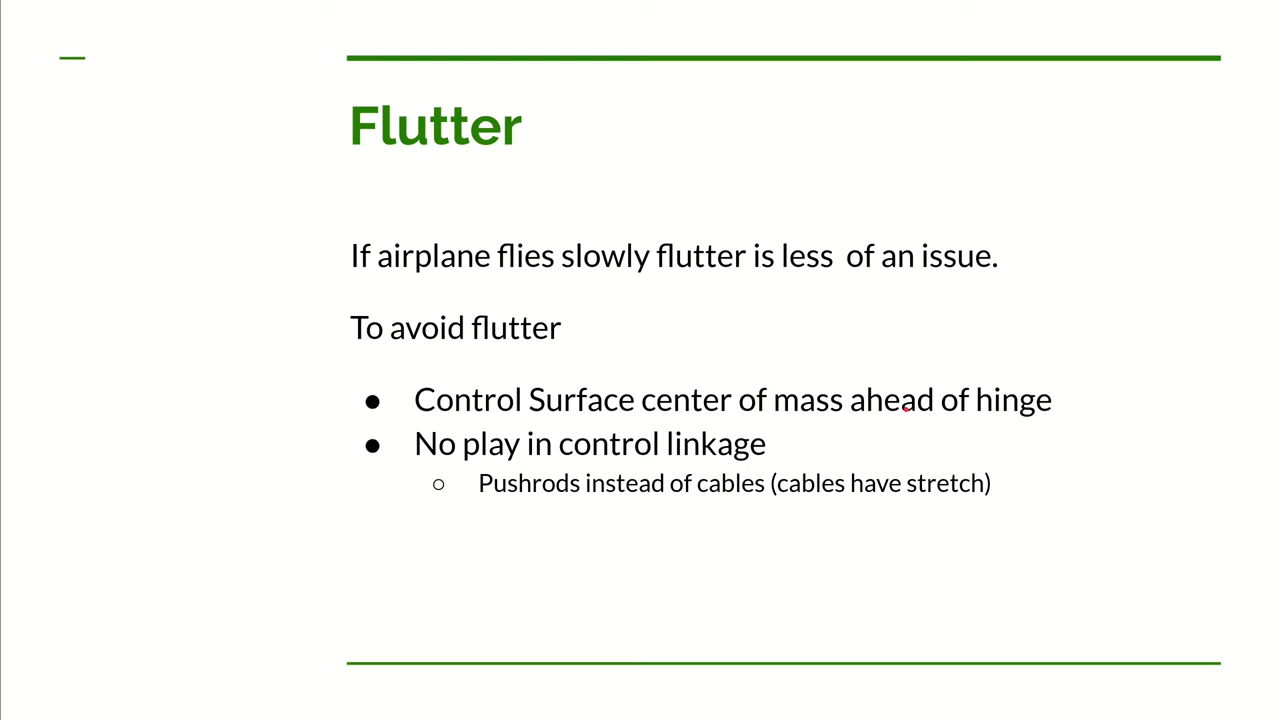 Flutter
If airplane flies slowly flutter is less  of an issue.
To avoid flutter
● Control Surface center of mass ahead of hinge
● No play in control linkage
○ Pushrods instead of cables (cables have stretch)